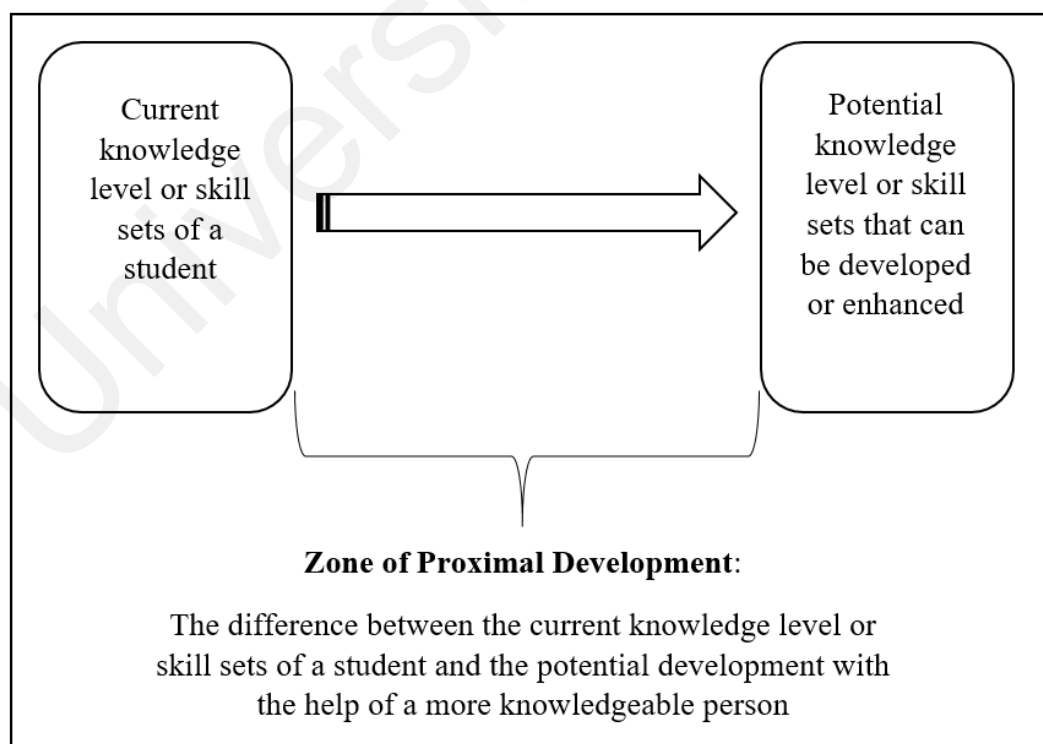 Universi
Current
knowledge
level or skill
sets of a
student
Potential
knowledge
level or skill
sets that can
be developed
or enhanced
Zone of Proximal Development:
The difference between the current knowledge level or
skill sets of a student and the potential development with
the help of a more knowledgeable person